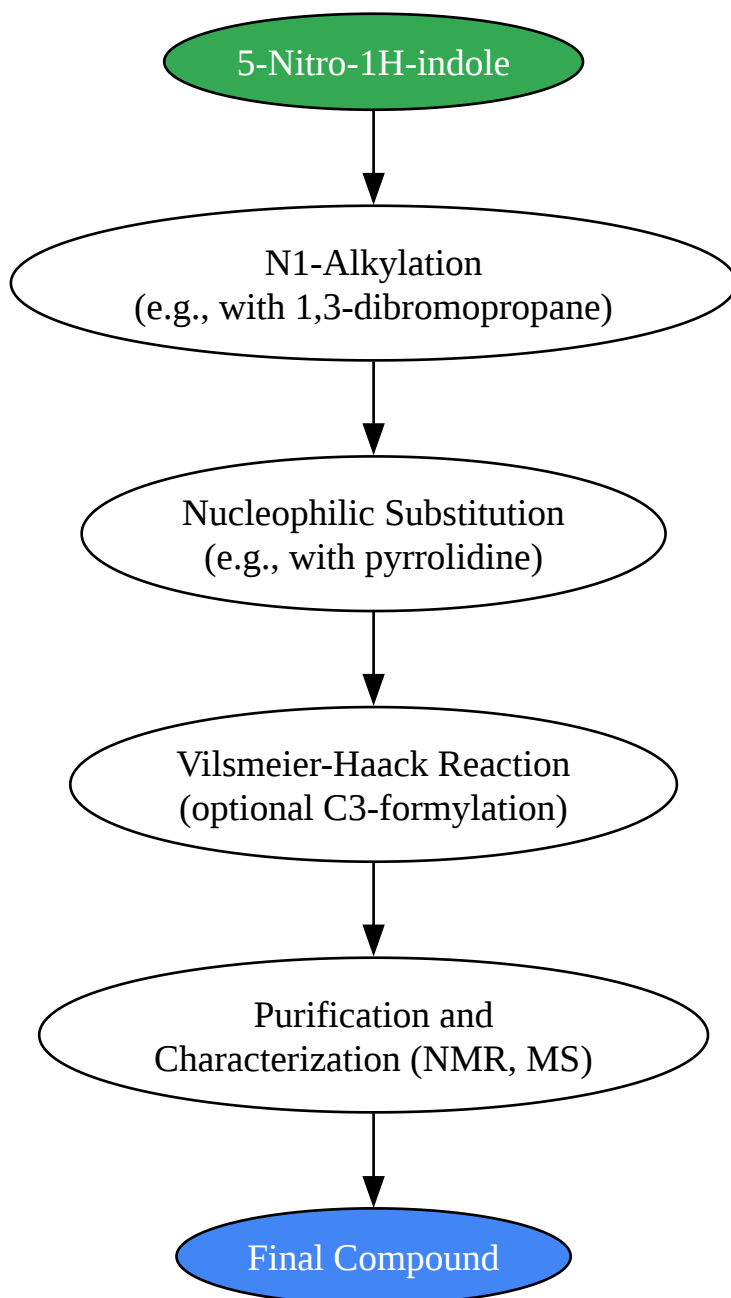 5-Nitro-1H-indole
N1-Alkylation
(e.g., with 1,3-dibromopropane)
Nucleophilic Substitution
(e.g., with pyrrolidine)
Vilsmeier-Haack Reaction
(optional C3-formylation)
Purification and
Characterization (NMR, MS)
Final Compound